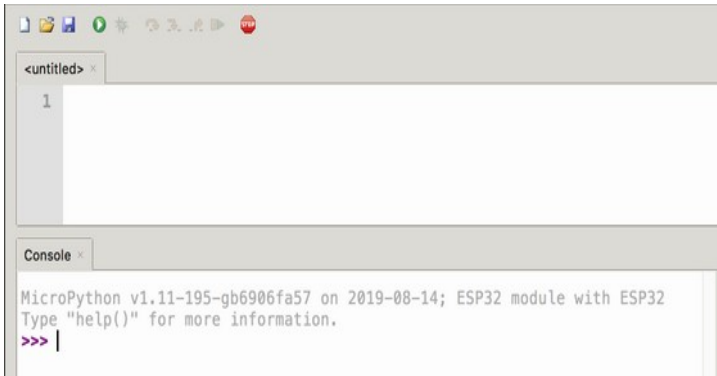 STOP
<untitled> ×
1
Console ×
MicroPython v1.11-195-gb6906fa57 on 2019-08-14; ESP32 module with ESP32
Type "help()" for more information.
>>>